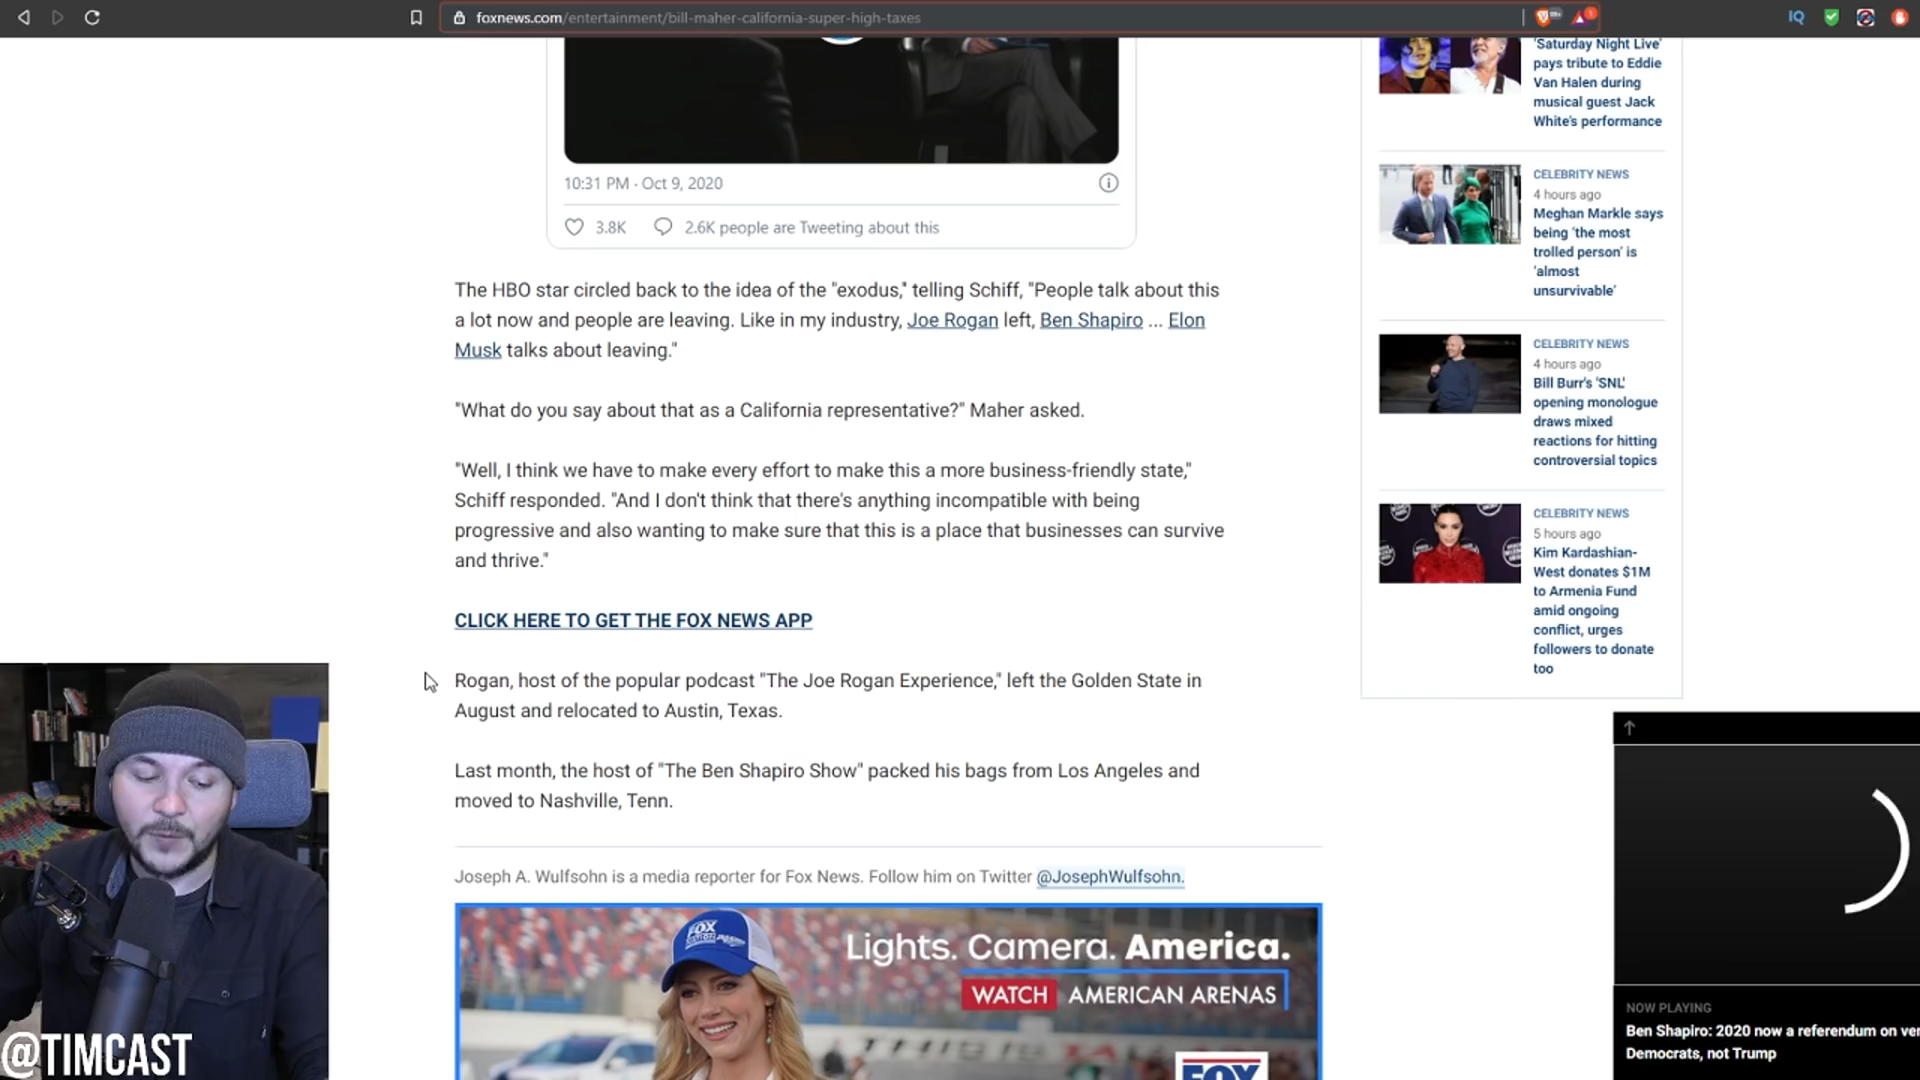 foxnews.com/entertainment/bill-maher-california-super-high-taxes
IQ
10:31 PM · Oct 9, 2020
3.8K 2.6K people are Tweeting about this
The HBO star circled back to the idea of the "exodus," telling Schiff, "People talk about this
a lot now and people are leaving. Like in my industry, Joe Rogan left, Ben Shapiro ... Elon
Musk talks about leaving."
"What do you say about that as a California representative?" Maher asked.
"Well, I think we have to make every effort to make this a more business-friendly state,"
Schiff responded. "And I don't think that there's anything incompatible with being
progressive and also wanting to make sure that this is a place that businesses can survive
and thrive."
CLICK HERE TO GET THE FOX NEWS APP
Rogan, host of the popular podcast "The Joe Rogan Experience," left the Golden State in
August and relocated to Austin, Texas.
Last month, the host of "The Ben Shapiro Show" packed his bags from Los Angeles and
moved to Nashville, Tenn.
Joseph A. Wulfsohn is a media reporter for Fox News. Follow him on Twitter @JosephWulfsohn.
FOX
Lights. Camera. America.
WATCH AMERICAN ARENAS
FOX
'Saturday Night Live'
pays tribute to Eddie
Van Halen during
musical guest Jack
White's performance
CELEBRITY NEWS
4 hours ago
Meghan Markle says
being 'the most
trolled person' is
'almost
unsurvivable'
CELEBRITY NEWS
4 hours ago
Bill Burr's 'SNL'
opening monologue
draws mixed
reactions for hitting
controversial topics
CELEBRITY NEWS
5 hours ago
Kim Kardashian-
West donates $1M
to Armenia Fund
amid ongoing
conflict, urges
followers to donate
too
NOW PLAYING
Ben Shapiro: 2020 now a referendum on
Democrats, not Trump
@TIMCAST